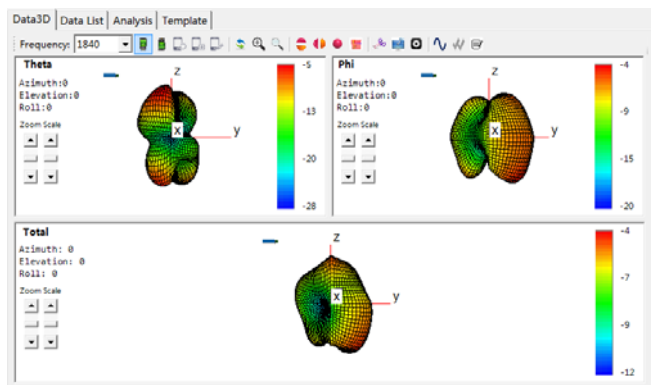 Data3D Data List Analysis Template
Frequency: 1840
Theta
Azimuth:0
Elevation:0
Roll:0
Zoom Scale
z
x
y
-5
-13
-20
-28
Phi
Azimuth:0
Elevation:0
Roll:0
Zoom Scale
z
x
y
-4
-9
-15
-20
Total
Azimuth: 0
Elevation: 0
Roll: 0
Zoom Scale
z
x
y
-4
-7
-9
-12